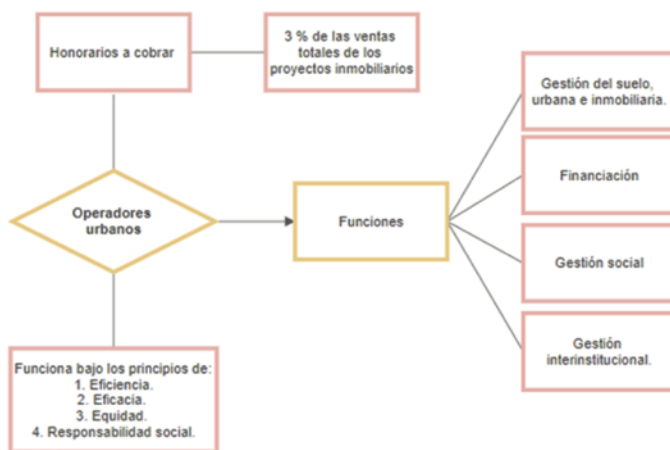 Honorarios a cobrar
3 % de las ventas
totales de los
proyectos inmobiliarios
Gestión del suelo,
urbana e inmobiliaria.
Financiación
Operadores
urbanos
Funciones
Gestión social
Gestión
interinstitucional.
Funciona bajo los principios de:
1. Eficiencia.
2. Eficacia.
3. Equidad.
4. Responsabilidad social.